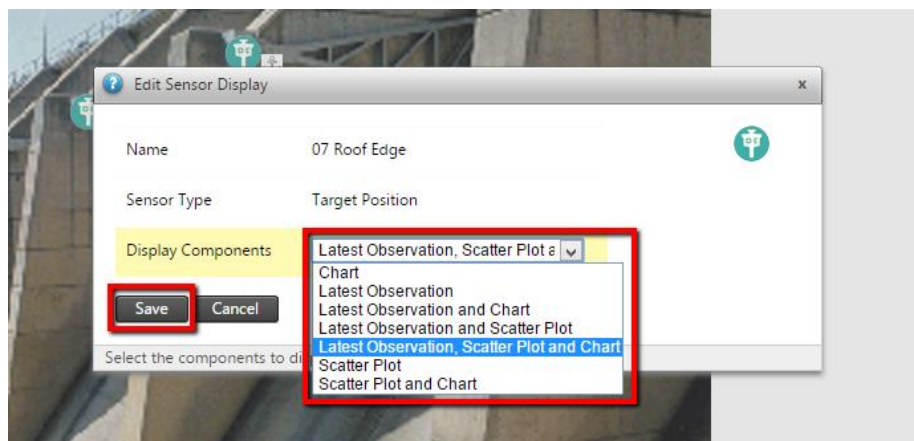 Edit Sensor Display
x
Name 07 Roof Edge
Sensor Type Target Position
Display Components Latest Observation, Scatter Plot a
Chart
Latest Observation
Latest Observation and Chart
Latest Observation and Scatter Plot
Latest Observation, Scatter Plot and Chart
Scatter Plot
Scatter Plot and Chart
Save Cancel
Select the components to di